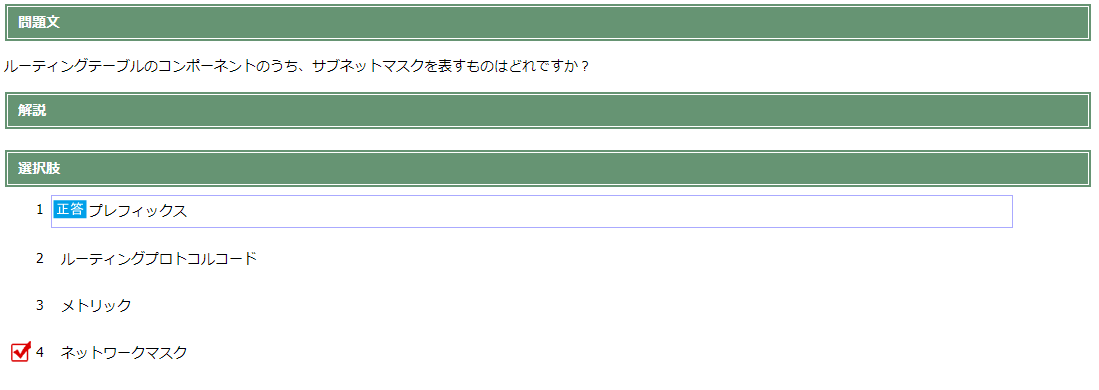 問題文
ルーティングテーブルのコンポーネントのうち、サブネットマスクを表すものはどれですか？
解説
選択肢
1 正答 プレフィックス
2 ルーティングプロトコルコード
3 メトリック
4 ネットワークマスク